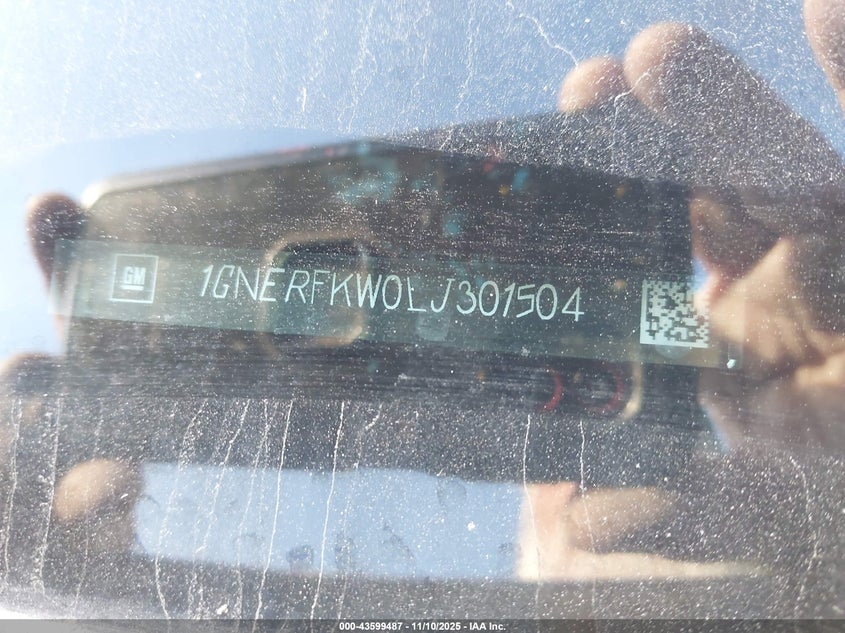 GM
1GNERFKW0LJ301504
000-43599487 - 11/10/2025 - IAA Inc.